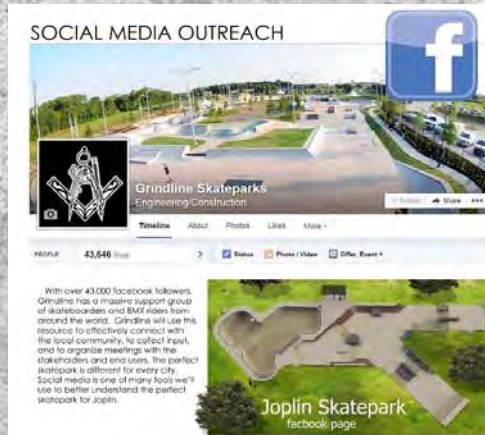 SOCIAL MEDIA OUTREACH
f
Grindline Skateparks
Engineering/Construction
Share
Timeline About Photos Likes More
PEOPLE 43,646 likes
Status Photo / Video Offer, Event +
With over 43,000 facebook followers,
Grindline has a massive support group
of skateboarders and BMX riders from
around the world. Grindline will use this
resource to effectively connect with
the local community, to collect input,
and to organize meetings with the
stakeholders and end users. The perfect
skatepark is different for every city.
Social media is one of many tools we'll
use to better understand the perfect
skatepark for Joplin.
Joplin Skatepark
facbook page